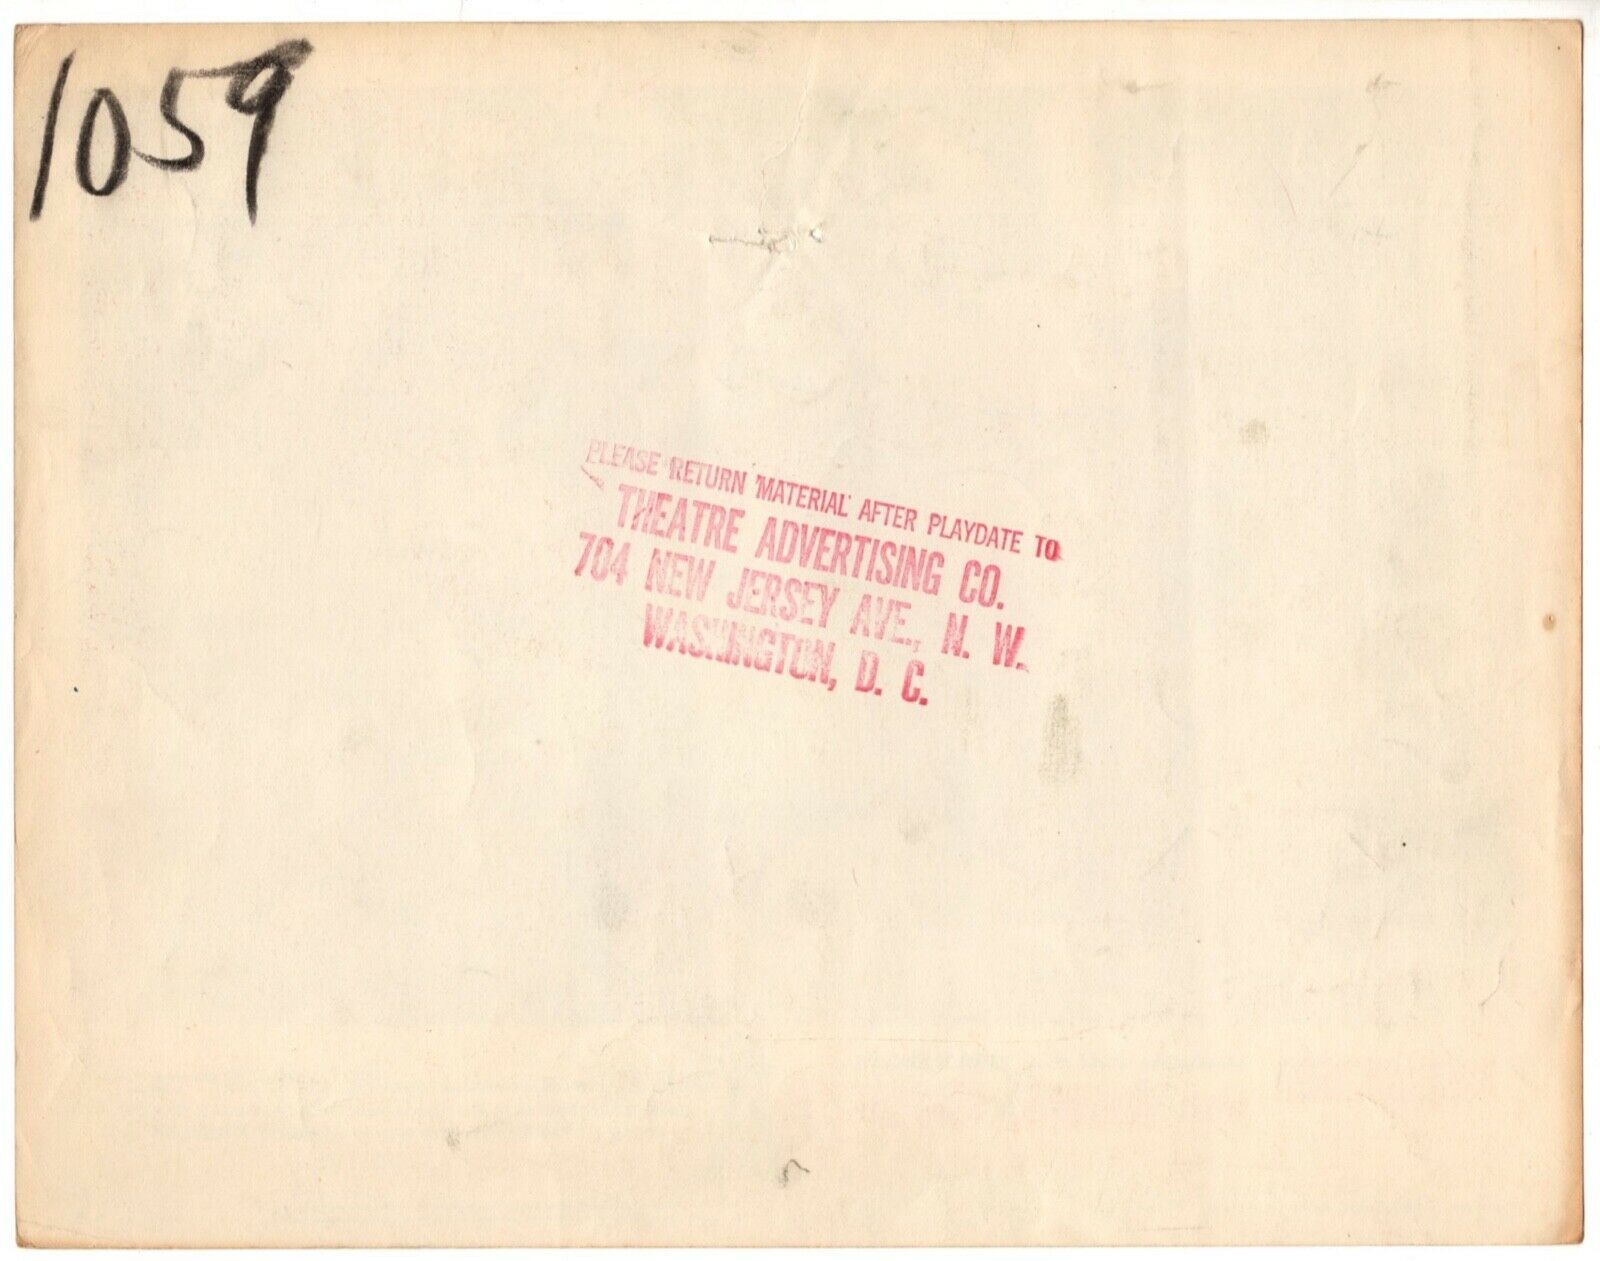 1059
PLEASE RETURN 'MATERIAL' AFTER PLAYDATE TO
THEATRE ADVERTISING CO.
704 NEW JERSEY AVE., N. W.
WASHINGTON, D. C.